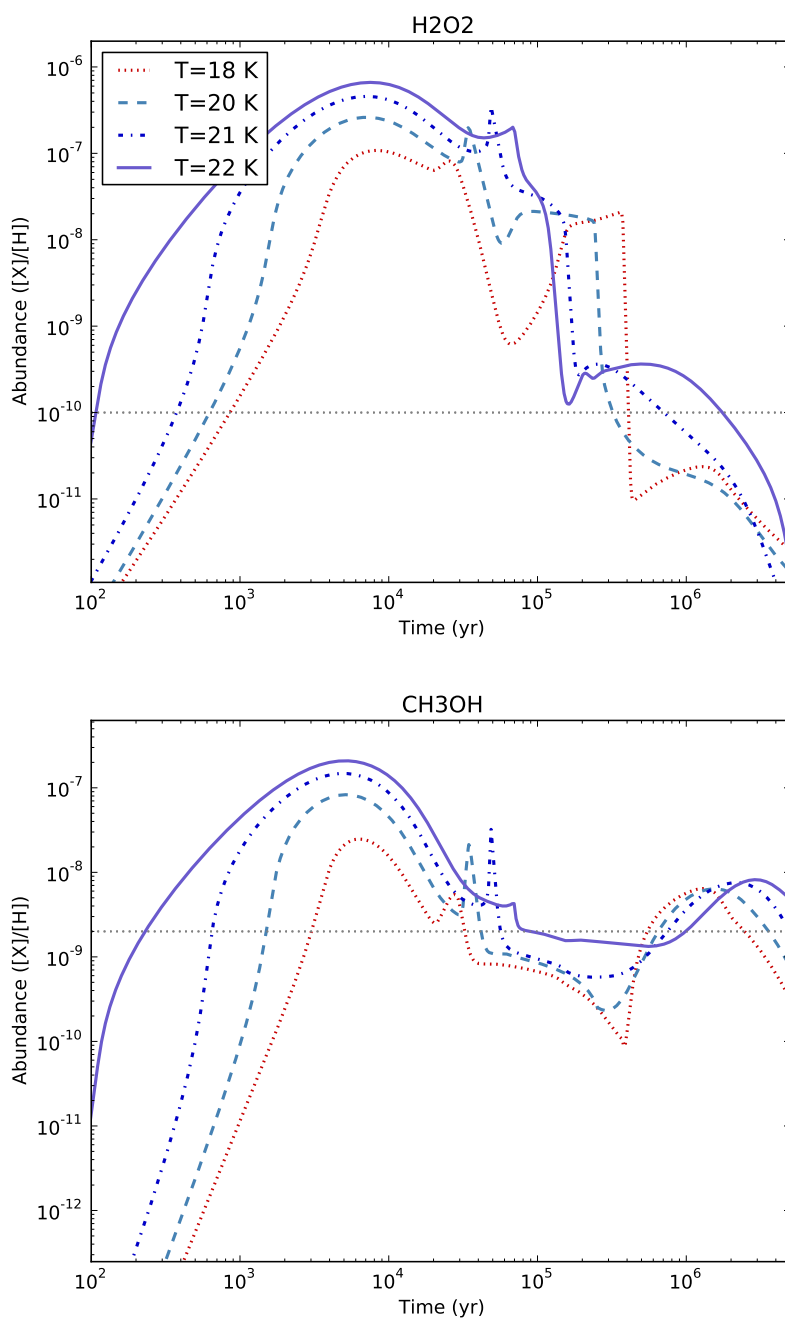 H2O2
T=18 K
T=20 K
T=21 K
T=22 K
Abundance ([X]/[H])
10^-6
10^-7
10^-8
10^-9
10^-10
10^-11
10^2 10^3 10^4 10^5 10^6
Time (yr)
CH3OH
Abundance ([X]/[H])
10^-7
10^-8
10^-9
10^-10
10^-11
10^-12
10^2 10^3 10^4 10^5 10^6
Time (yr)